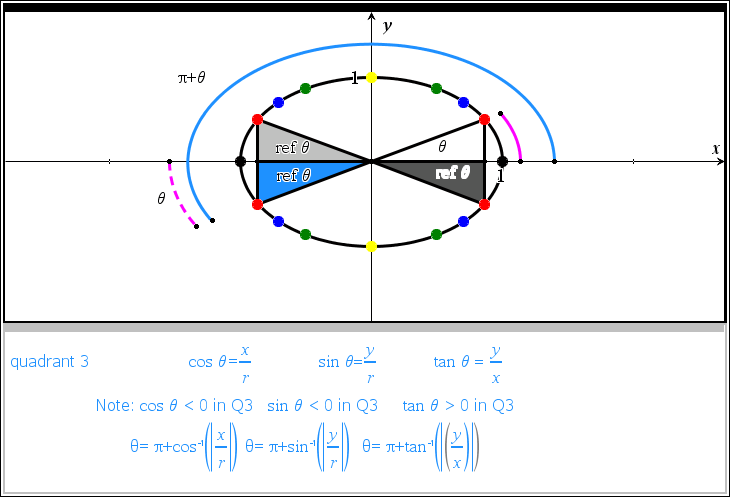 y
π+θ
1
ref θ
θ
x
ref θ
ref θ
1
θ
quadrant 3 cos θ=x/r sin θ=y/r tan θ = y/x
Note: cos θ < 0 in Q3 sin θ < 0 in Q3 tan θ > 0 in Q3
θ= π+cos⁻¹(|x/r|) θ= π+sin⁻¹(|y/r|) θ= π+tan⁻¹(|(y/x)|)